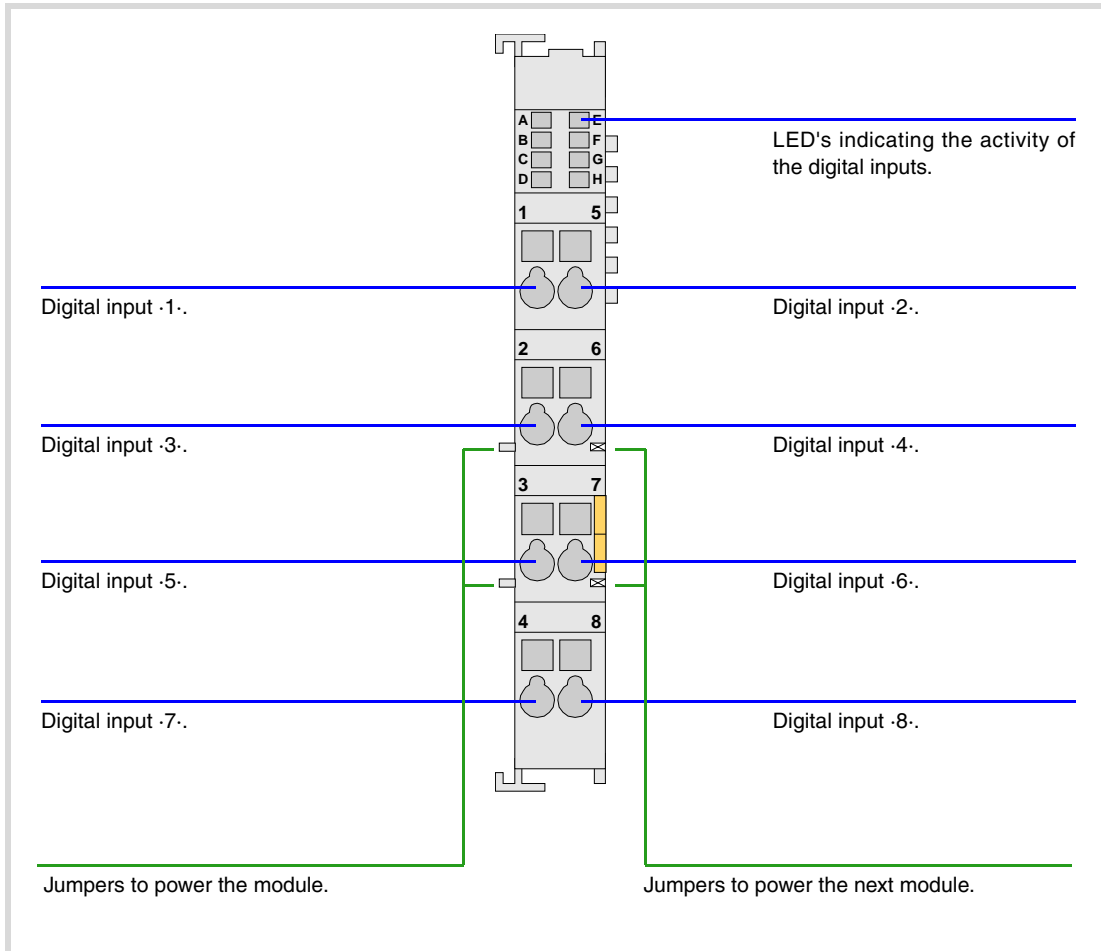 A E
B F
C G
D H
LED's indicating the activity of
the digital inputs.
1 5
Digital input ·1·.
Digital input ·2·.
2 6
Digital input ·3·.
Digital input ·4·.
3 7
Digital input ·5·.
Digital input ·6·.
4 8
Digital input ·7·.
Digital input ·8·.
Jumpers to power the module.
Jumpers to power the next module.